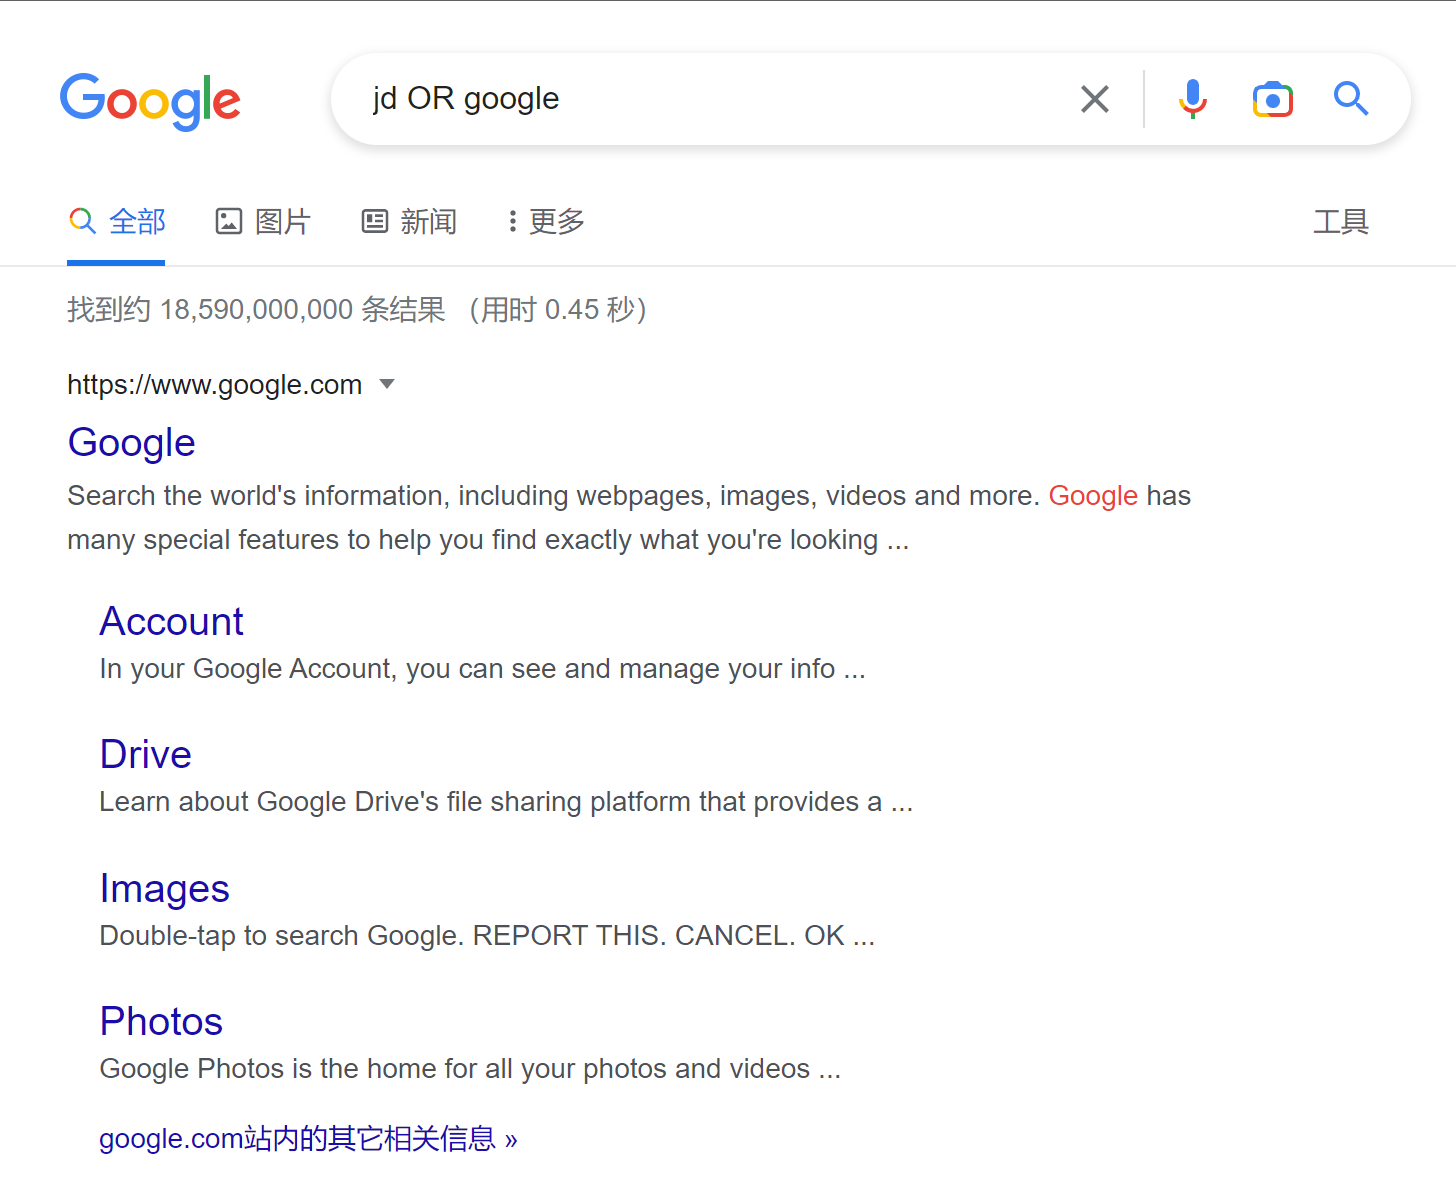 Google
jd OR google
全部 图片 新闻 更多 工具
找到约 18,590,000,000 条结果 （用时 0.45 秒）
https://www.google.com
Google
Search the world's information, including webpages, images, videos and more. Google has
many special features to help you find exactly what you're looking ...
Account
In your Google Account, you can see and manage your info ...
Drive
Learn about Google Drive's file sharing platform that provides a ...
Images
Double-tap to search Google. REPORT THIS. CANCEL. OK ...
Photos
Google Photos is the home for all your photos and videos ...
google.com站内的其它相关信息 »